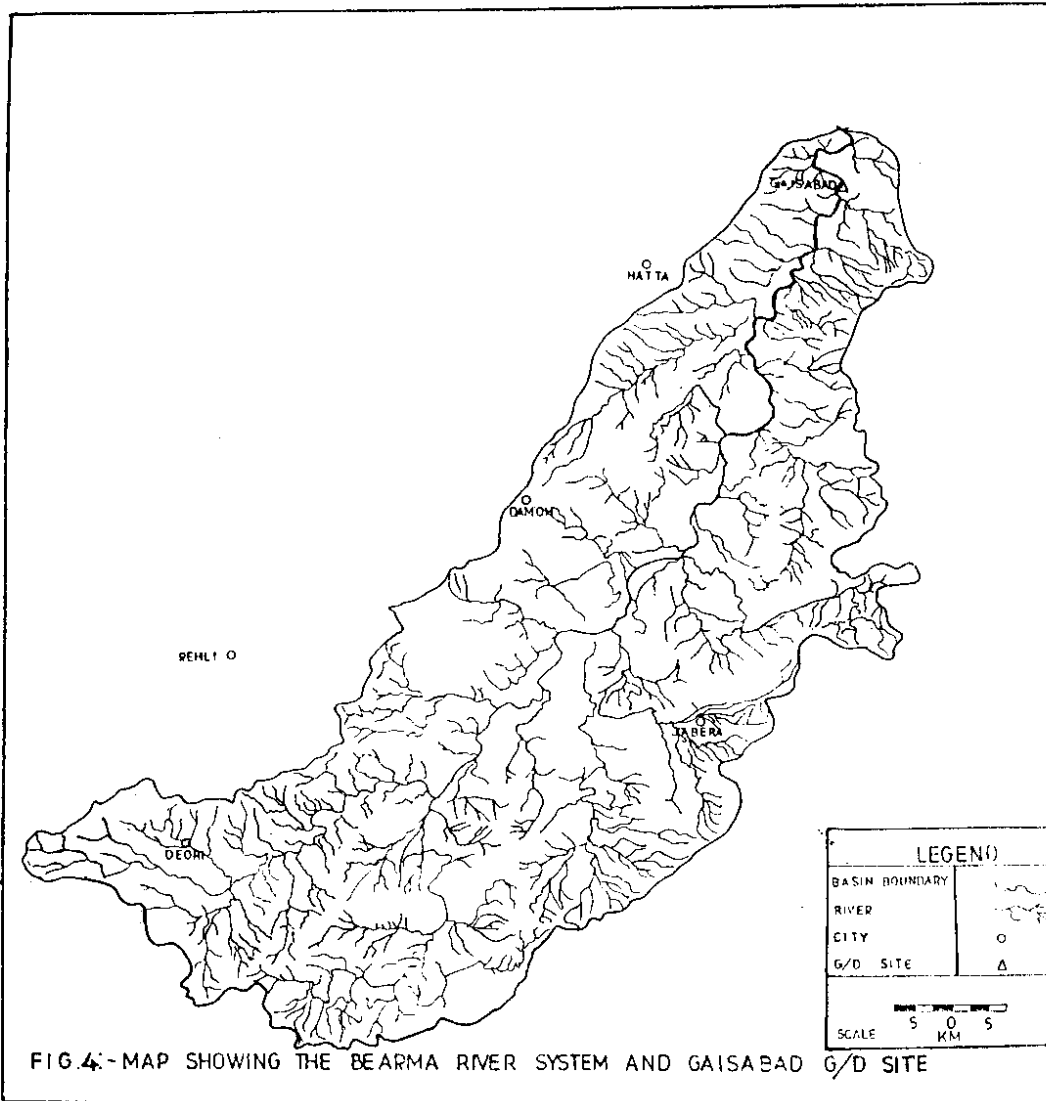 GAISABAD
HATTA
DAMOH
REHLI
JABERA
DEORI
LEGEND
BASIN BOUNDARY
RIVER
CITY
G/D SITE
SCALE
5 0 5
KM
FIG.4:- MAP SHOWING THE BEARMA RIVER SYSTEM AND GAISABAD G/D SITE